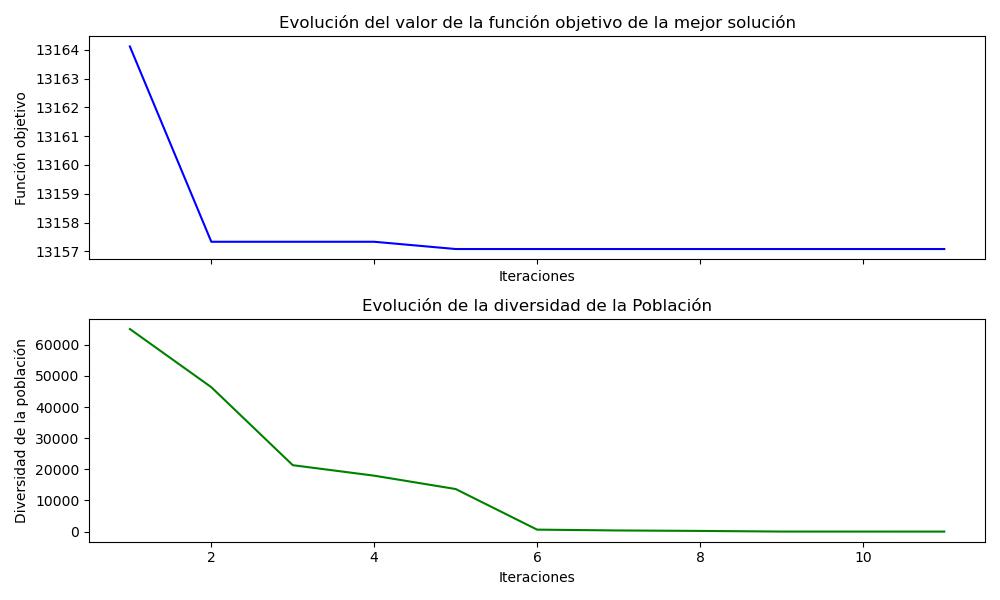 Evolución del valor de la función objetivo de la mejor solución
Función objetivo
13164
13163
13162
13161
13160
13159
13158
13157
Iteraciones
Evolución de la diversidad de la Población
Diversidad de la población
60000
50000
40000
30000
20000
10000
0
2 4 6 8 10
Iteraciones